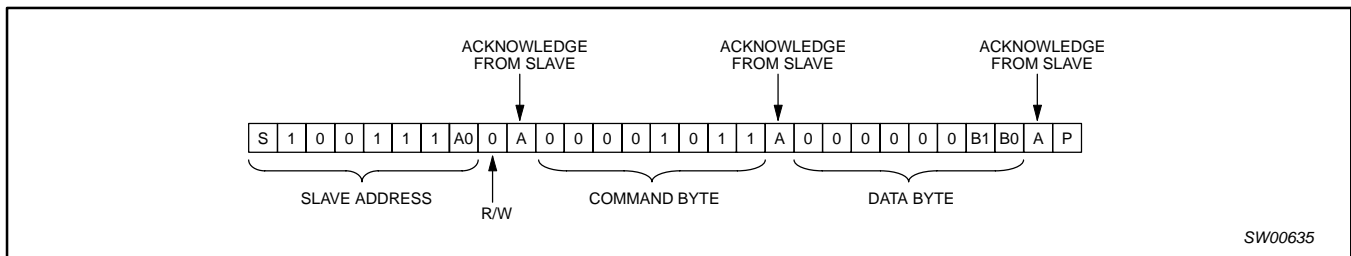 ACKNOWLEDGE
FROM SLAVE
ACKNOWLEDGE
FROM SLAVE
ACKNOWLEDGE
FROM SLAVE
S 1 0 0 1 1 1 A0 0 A 0 0 0 0 1 0 1 1 A 0 0 0 0 0 0 B1 B0 A P
SLAVE ADDRESS
R/W
COMMAND BYTE
DATA BYTE
SW00635